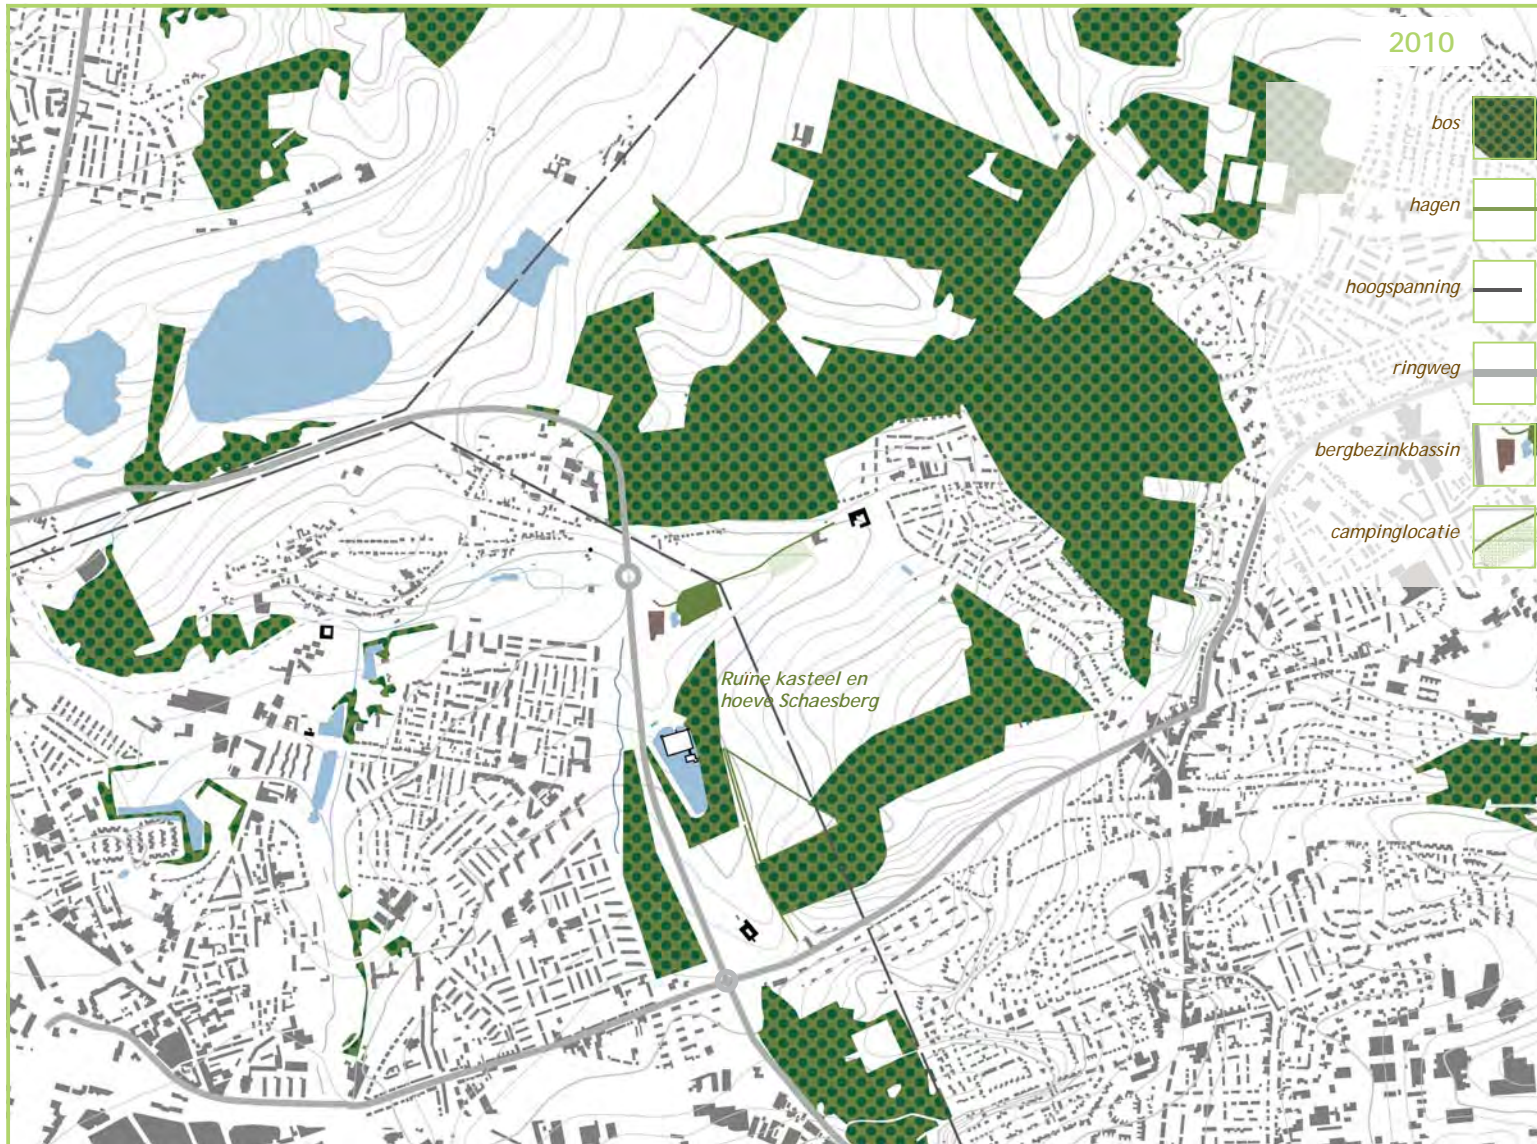 2010
bos
hagen
hoogspanning
ringweg
bergbezinkbassin
campinglocatie
Ruïne kasteel en
hoeve Schaesberg